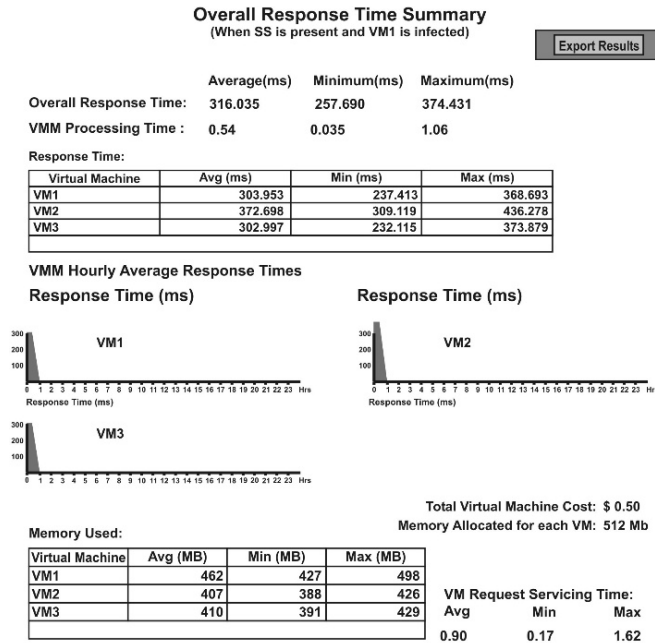 Overall Response Time Summary
(When SS is present and VM1 is infected)
Export Results
Average(ms) Minimum(ms) Maximum(ms)
Overall Response Time: 316.035 257.690 374.431
VMM Processing Time : 0.54 0.035 1.06
Response Time:
Virtual Machine Avg (ms) Min (ms) Max (ms)
VM1 303.953 237.413 368.693
VM2 372.698 309.119 436.278
VM3 302.997 232.115 373.879
VMM Hourly Average Response Times
Response Time (ms) Response Time (ms)
300
200
100
VM1
0 1 2 3 4 5 6 7 8 9 10 11 12 13 14 15 16 17 18 19 20 21 22 23 Hrs
Response Time (ms)
300
200
100
VM2
0 1 2 3 4 5 6 7 8 9 10 11 12 13 14 15 16 17 18 19 20 21 22 23 Hr
Response Time (ms)
300
200
100
VM3
0 1 2 3 4 5 6 7 8 9 10 11 12 13 14 15 16 17 18 19 20 21 22 23 Hrs
Total Virtual Machine Cost: $ 0.50
Memory Allocated for each VM: 512 Mb
Memory Used:
Virtual Machine Avg (MB) Min (MB) Max (MB)
VM1 462 427 498
VM2 407 388 426
VM3 410 391 429
VM Request Servicing Time:
Avg Min Max
0.90 0.17 1.62